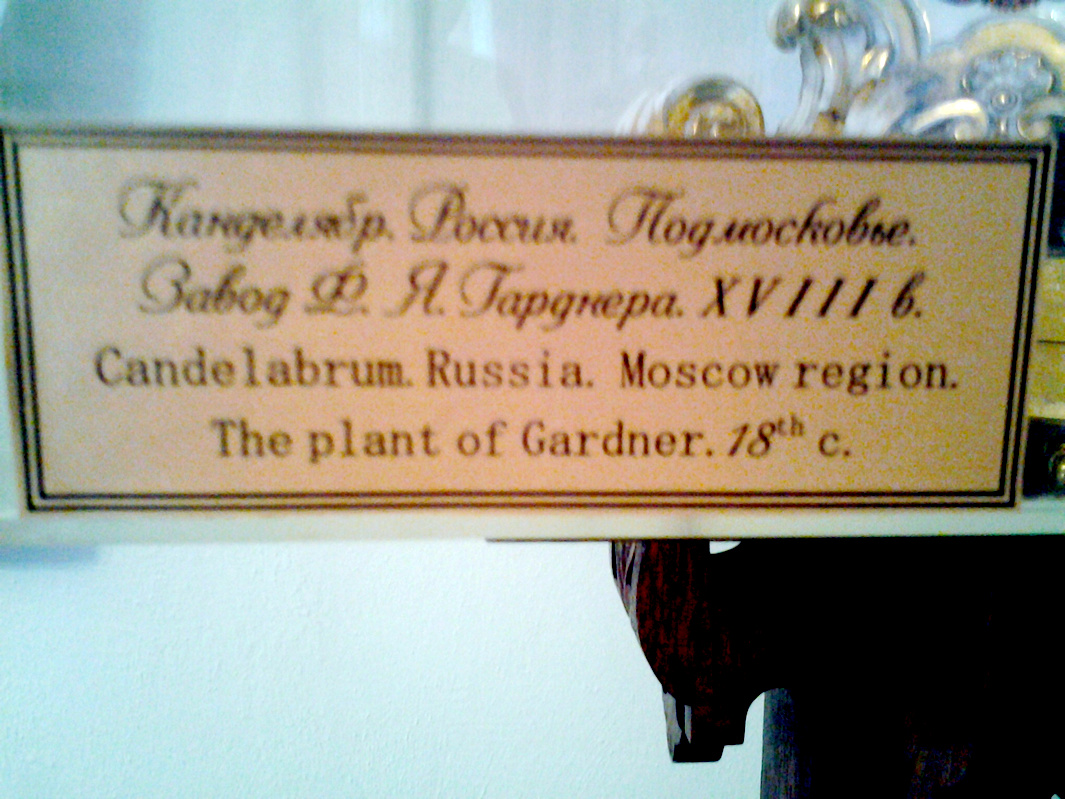 Канделябр. Россия. Подмосковье.
Завод Ф. Я. Гарднера. XVIII в.
Candelabrum. Russia. Moscow region.
The plant of Gardner. 18th c.